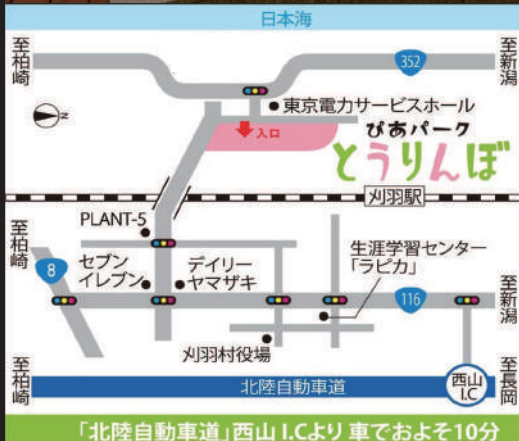 日本海
至柏崎
至新潟
352
東京電力サービスホール
N
入口
ぴあパーク
とうりんぼ
刈羽駅
PLANT-5
至柏崎
8
セブン
イレブン
デイリー
ヤマザキ
生涯学習センター
「ラピカ」
116
至新潟
刈羽村役場
至柏崎
北陸自動車道
西山
I.C
至長岡
「北陸自動車道」西山 I.Cより 車でおよそ10分